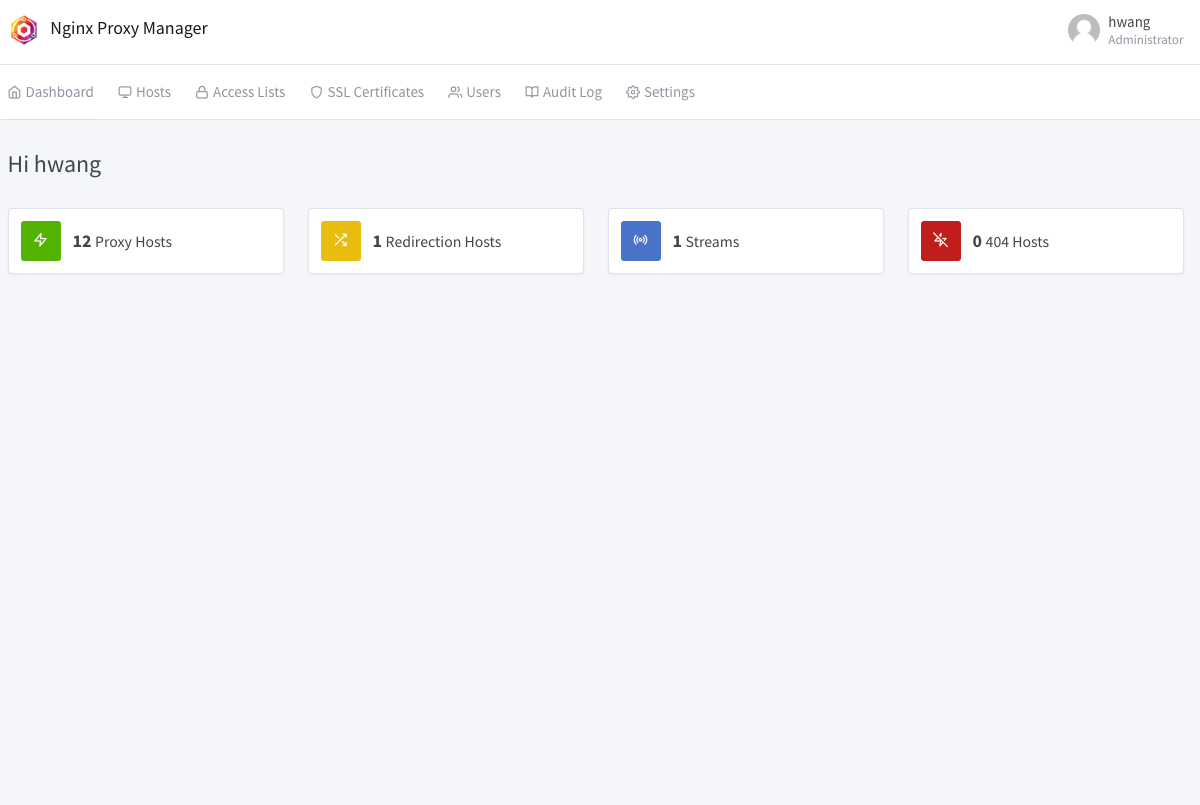 Nginx Proxy Manager
hwang
Administrator
Dashboard Hosts Access Lists SSL Certificates Users Audit Log Settings
Hi hwang
12 Proxy Hosts
1 Redirection Hosts
1 Streams
0 404 Hosts